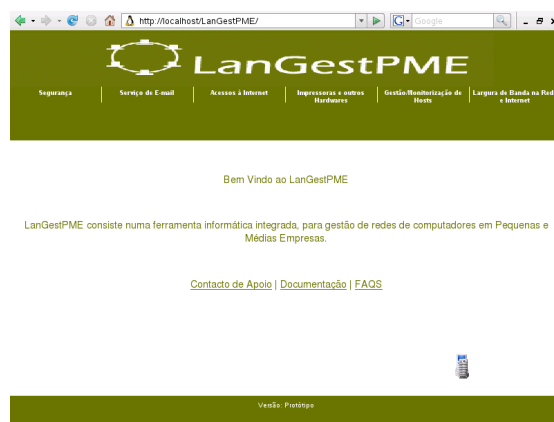 http://localhost/LanGestPME/
Google
LanGestPME
Segurança
Serviço de E-mail
Acessos à Internet
Impressoras e outros
Hardwares
Gestão/Monitorização de
Hosts
Largura de Banda na Red
e Internet
Bem Vindo ao LanGestPME
LanGestPME consiste numa ferramenta informática integrada, para gestão de redes de computadores em Pequenas e
Médias Empresas.
Contacto de Apoio | Documentação | FAQS
Versão: Protótipo